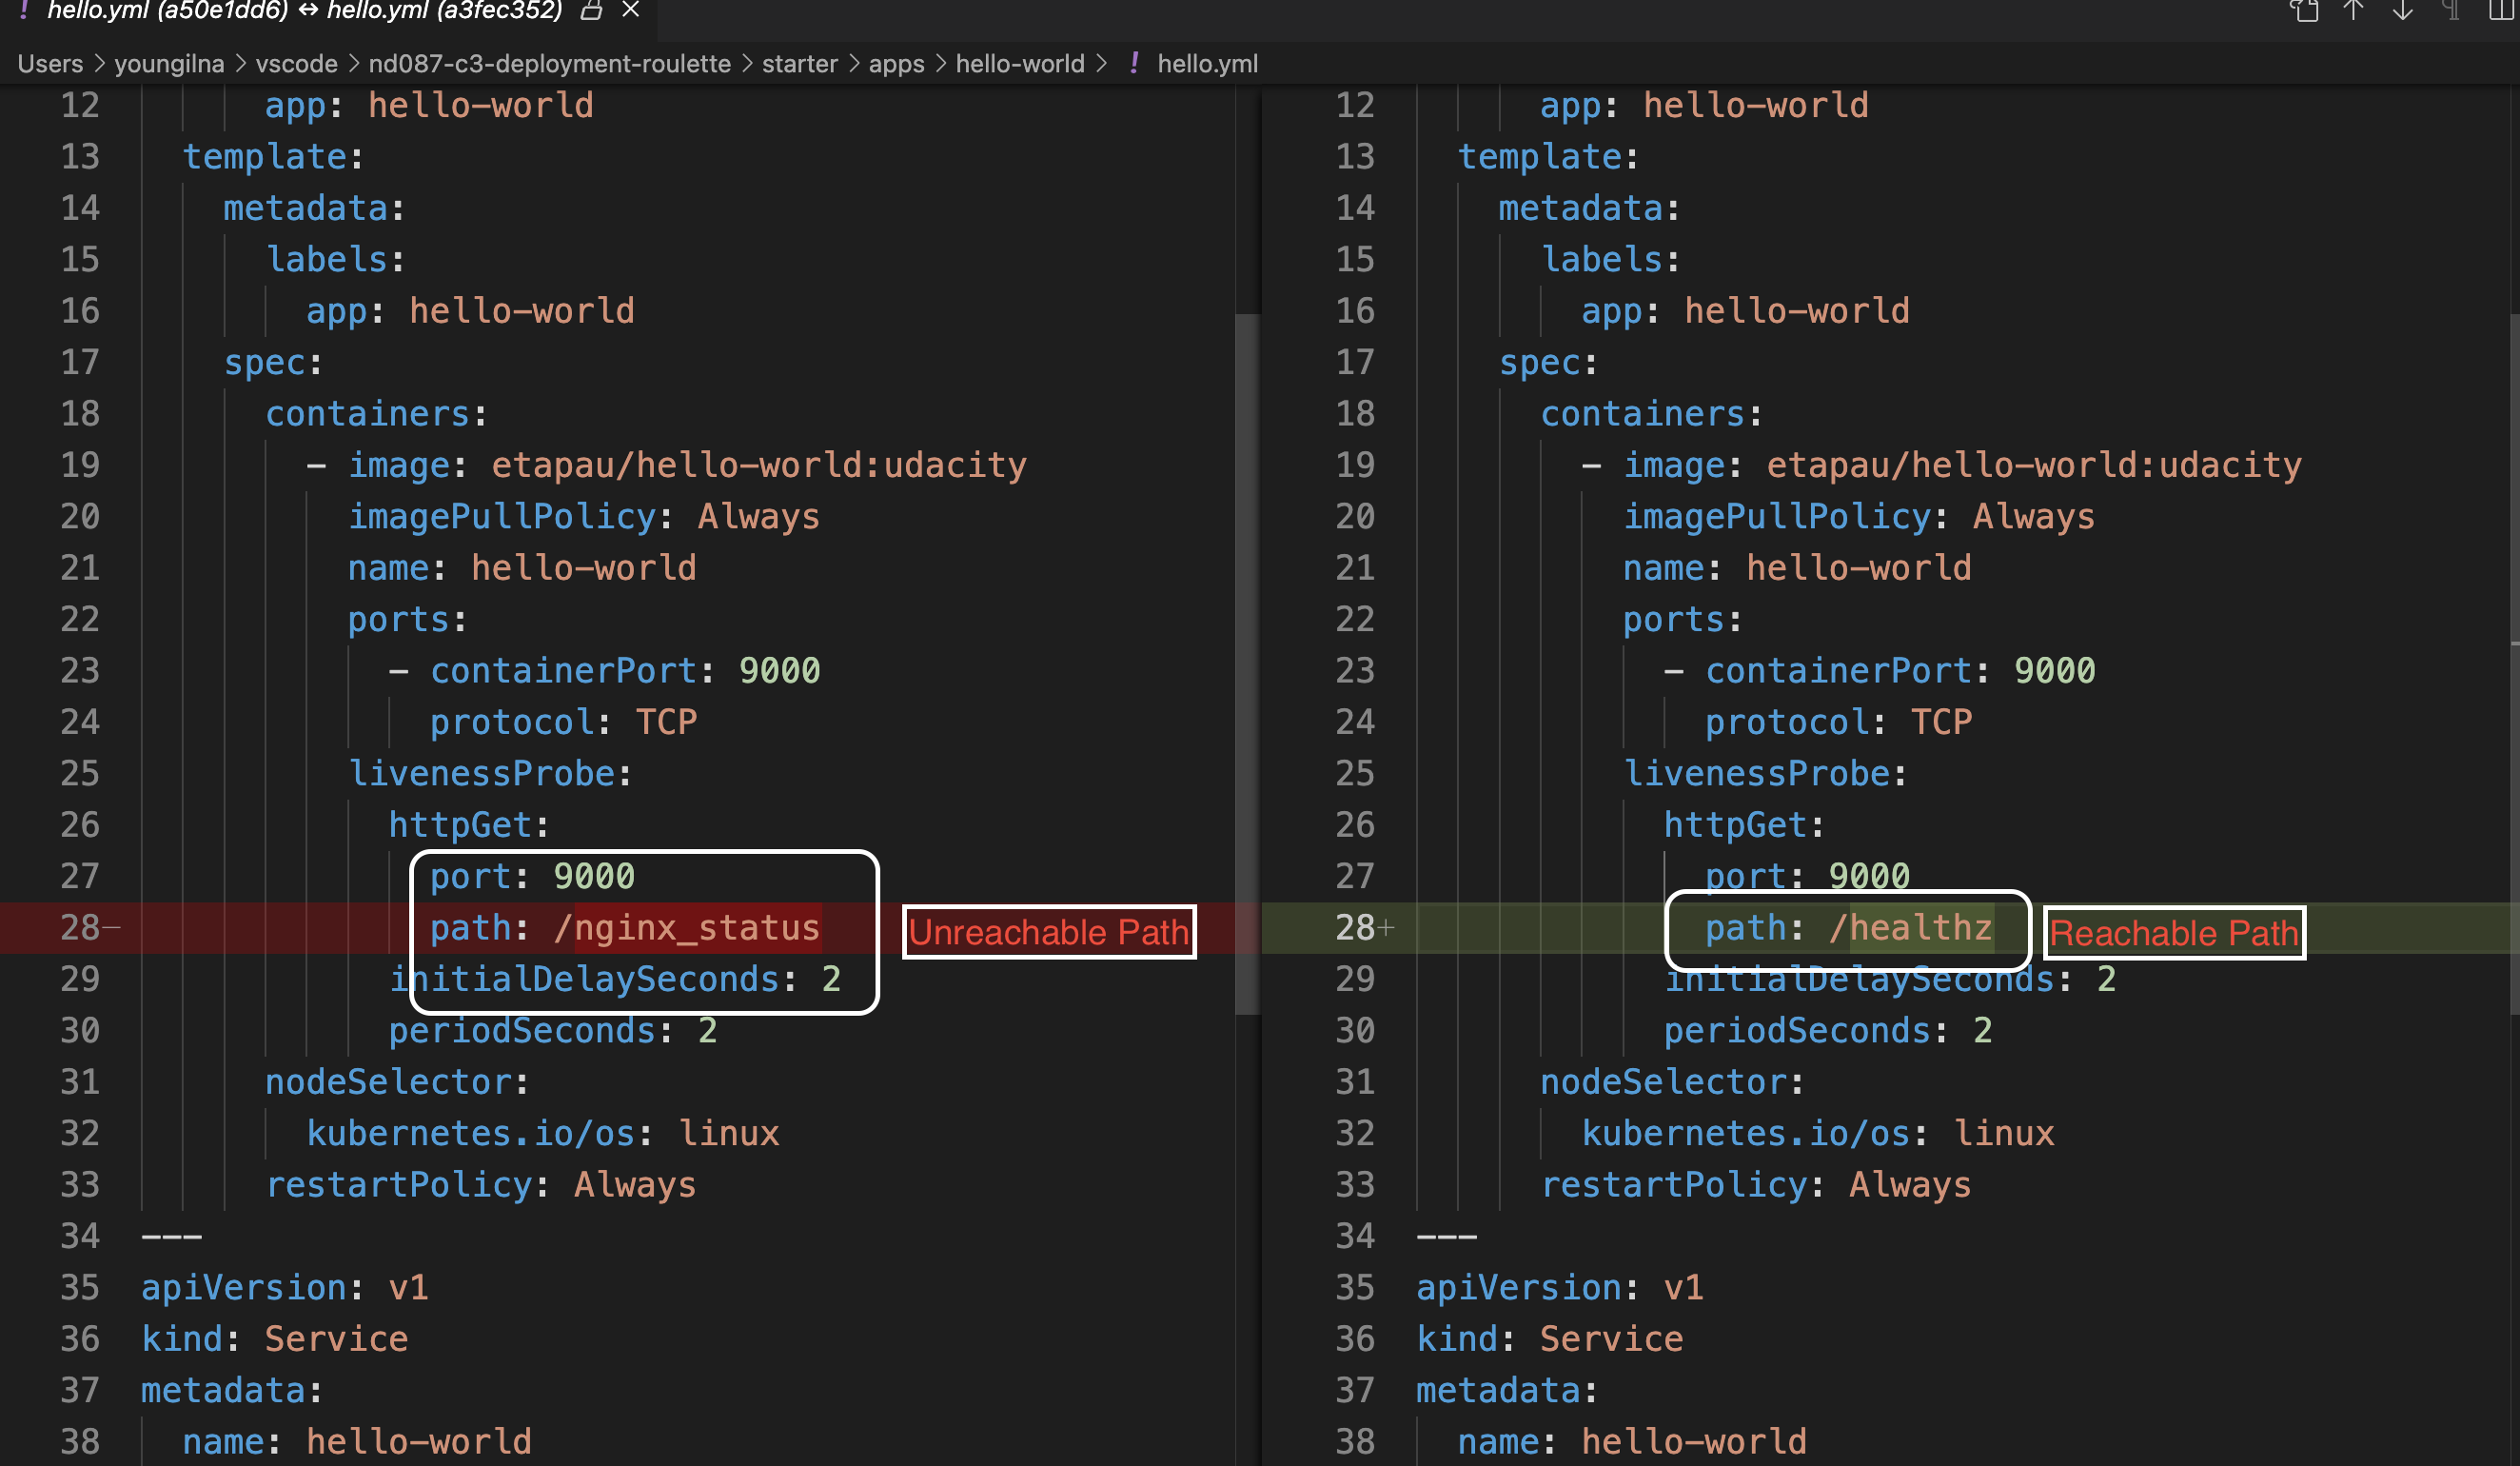 ! hello.yml (a50e1dd6) ↔ hello.yml (a3fec352)
Users > youngilna > vscode > nd087-c3-deployment-roulette > starter > apps > hello-world > ! hello.yml
12 app: hello-world
13 template:
14 metadata:
15 labels:
16 app: hello-world
17 spec:
18 containers:
19 - image: etapau/hello-world:udacity
20 imagePullPolicy: Always
21 name: hello-world
22 ports:
23 - containerPort: 9000
24 protocol: TCP
25 livenessProbe:
26 httpGet:
27 port: 9000
28- path: /nginx_status
Unreachable Path
29 initialDelaySeconds: 2
30 periodSeconds: 2
31 nodeSelector:
32 kubernetes.io/os: linux
33 restartPolicy: Always
34 ---
35 apiVersion: v1
36 kind: Service
37 metadata:
38 name: hello-world
12 app: hello-world
13 template:
14 metadata:
15 labels:
16 app: hello-world
17 spec:
18 containers:
19 - image: etapau/hello-world:udacity
20 imagePullPolicy: Always
21 name: hello-world
22 ports:
23 - containerPort: 9000
24 protocol: TCP
25 livenessProbe:
26 httpGet:
27 port: 9000
28+ path: /healthz
Reachable Path
29 initialDelaySeconds: 2
30 periodSeconds: 2
31 nodeSelector:
32 kubernetes.io/os: linux
33 restartPolicy: Always
34 ---
35 apiVersion: v1
36 kind: Service
37 metadata:
38 name: hello-world